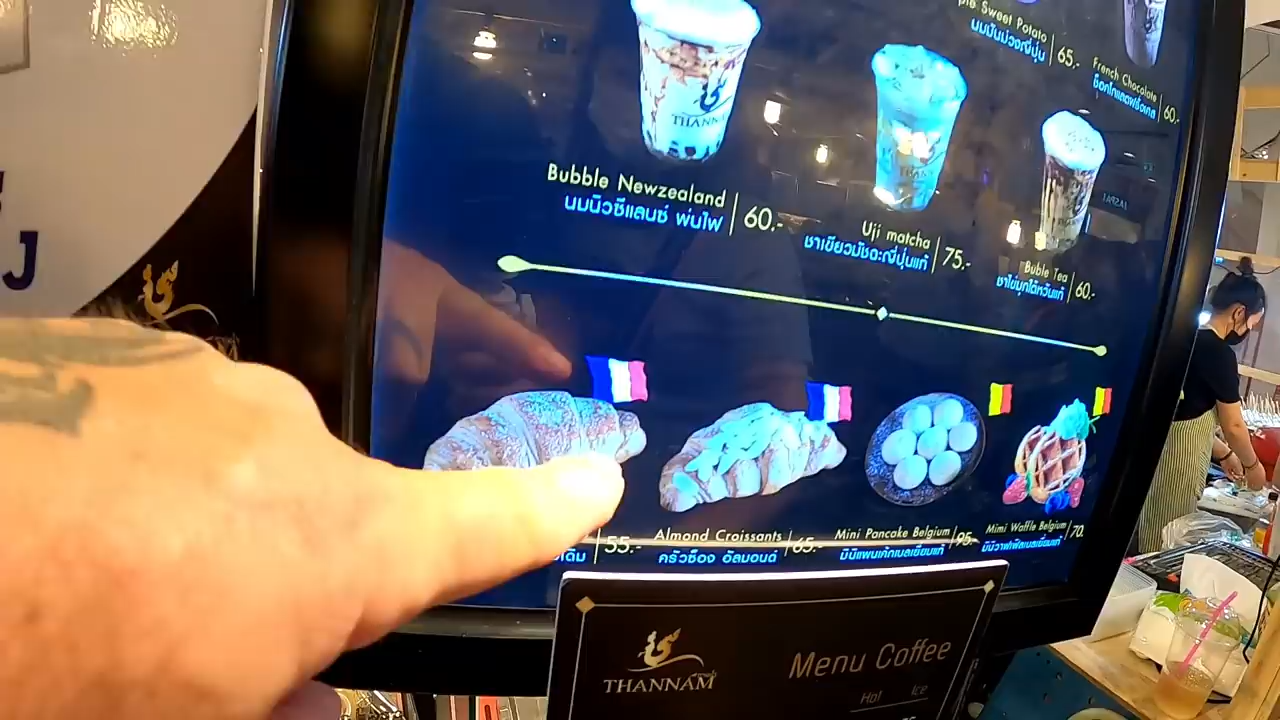 Sweet Potato
นมมันม่วงญี่ปุ่น
65.-
French Chocolate
ช็อกโกแลตฝรั่งเศส
60.-
THANNAM
Bubble Newzealand
นมนิวซีแลนซ์ พ่นไฟ
60.-
Uji matcha
ชาเขียวมัชฉะญี่ปุ่นแท้
75.-
Buble Tea
ชาไข่มุกไต้หวันแท้
60.-
J
55.-
Almond Croissants
ครัวซ็อง อัลมอนด์
65.-
Mini Pancake Belgium
มินิแพนเค้กเบลเยี่ยมแท้
95.-
Mimi Waffle Belgium
มินิวาฟเฟิลเบลเยี่ยมแท้
70.
THANNAM
Menu Coffee
Hot Ice